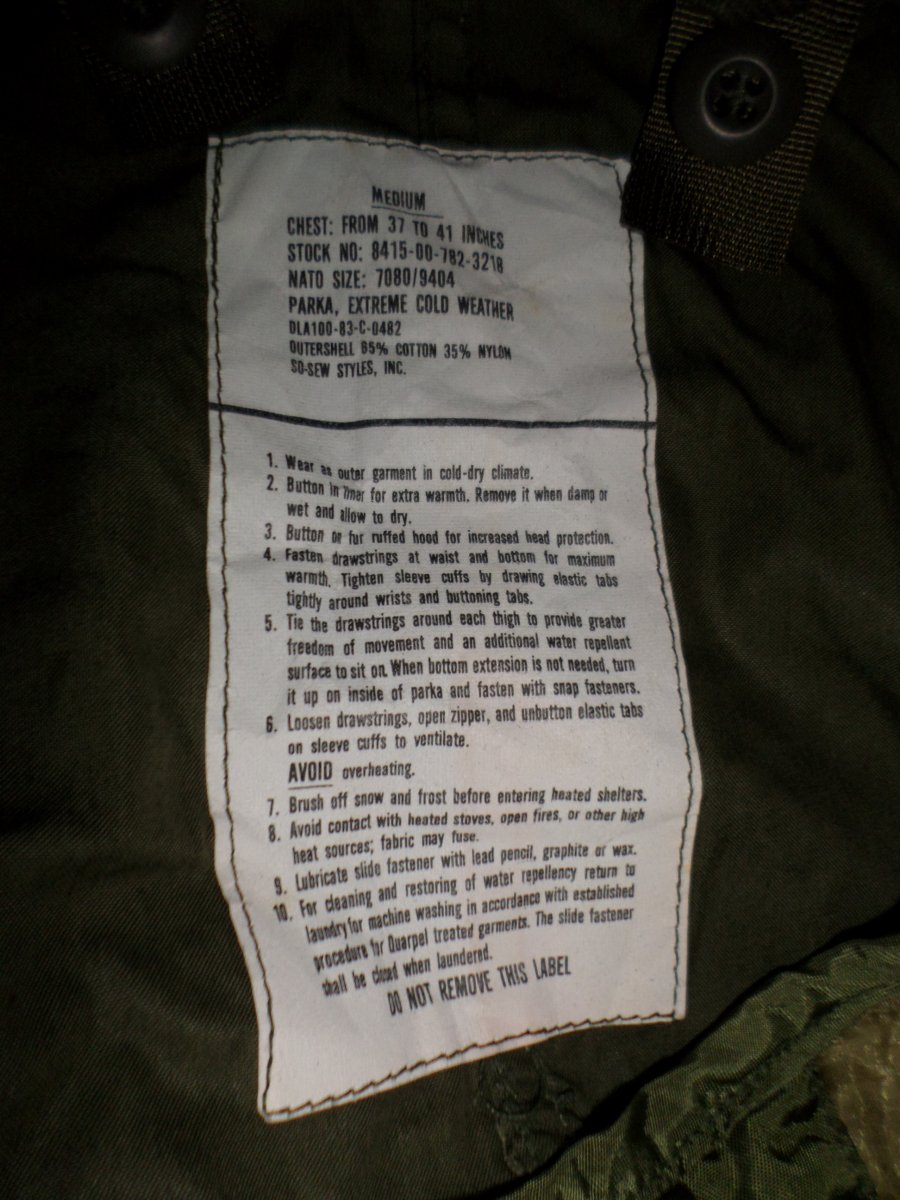 MEDIUM
CHEST: FROM 37 TO 41 INCHES
STOCK NO: 8415-00-782-3218
NATO SIZE: 7080/9404
PARKA, EXTREME COLD WEATHER
DLA100-83-C-0482
OUTERSHELL 65% COTTON 35% NYLON
SO-SEW STYLES, INC.
1. Wear as outer garment in cold-dry climate.
2. Button in liner for extra warmth. Remove it when damp or
wet and allow to dry.
3. Button on fur ruffed hood for increased head protection.
4. Fasten drawstrings at waist and bottom for maximum
warmth. Tighten sleeve cuffs by drawing elastic tabs
tightly around wrists and buttoning tabs.
5. Tie the drawstrings around each thigh to provide greater
freedom of movement and an additional water repellent
surface to sit on. When bottom extension is not needed, turn
it up on inside of parka and fasten with snap fasteners.
6. Loosen drawstrings, open zipper, and unbutton elastic tabs
on sleeve cuffs to ventilate.
AVOID overheating.
7. Brush off snow and frost before entering heated shelters.
8. Avoid contact with heated stoves, open fires, or other high
heat sources; fabric may fuse.
9. Lubricate slide fastener with lead pencil, graphite or wax.
10. For cleaning and restoring of water repellency return to
laundry for machine washing in accordance with established
procedure for Quarpel treated garments. The slide fastener
shall be closed when laundered.
DO NOT REMOVE THIS LABEL